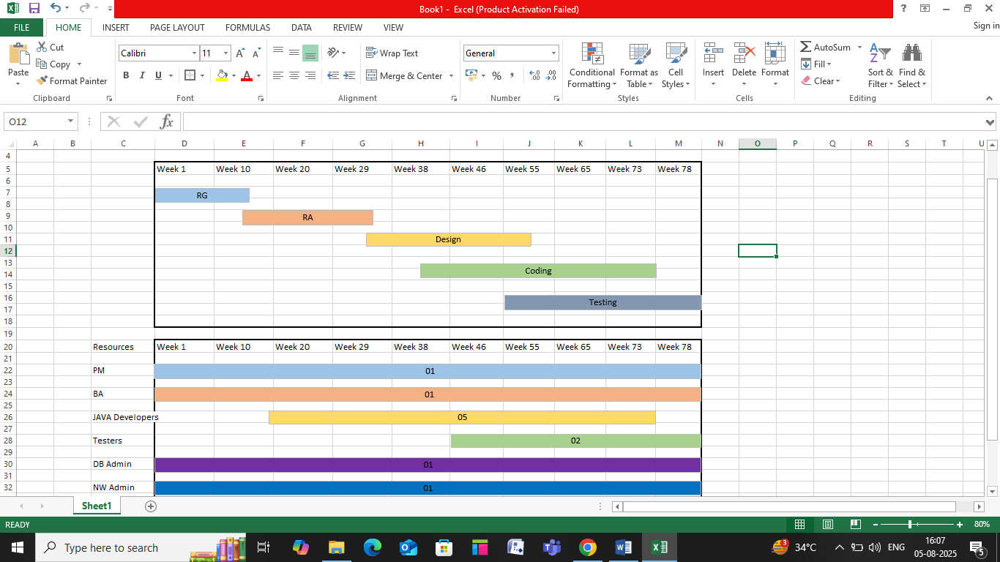 Book1 - Excel (Product Activation Failed)
FILE HOME INSERT PAGE LAYOUT FORMULAS DATA REVIEW VIEW Sign in
Paste Cut Copy Format Painter
Calibri 11 Wrap Text General AutoSum
B I U Merge & Center % Fill
Conditional Formatting Format as Table Cell Styles Insert Delete Format Clear Sort & Filter Find & Select
Clipboard Font Alignment Number Styles Cells Editing
O12 fx
A B C D E F G H I J K L M N O P Q R S T U
4
5 Week 1 Week 10 Week 20 Week 29 Week 38 Week 46 Week 55 Week 65 Week 73 Week 78
6
7 RG
8
9 RA
10
11 Design
12
13
14 Coding
15
16 Testing
17
18
19
20 Resources Week 1 Week 10 Week 20 Week 29 Week 38 Week 46 Week 55 Week 65 Week 73 Week 78
21
22 PM 01
23
24 BA 01
25
26 JAVA Developers 05
27
28 Testers 02
29
30 DB Admin 01
31
32 NW Admin 01
Sheet1
READY 80%
Type here to search 3 34°C ENG 16:07
05-08-2025 5